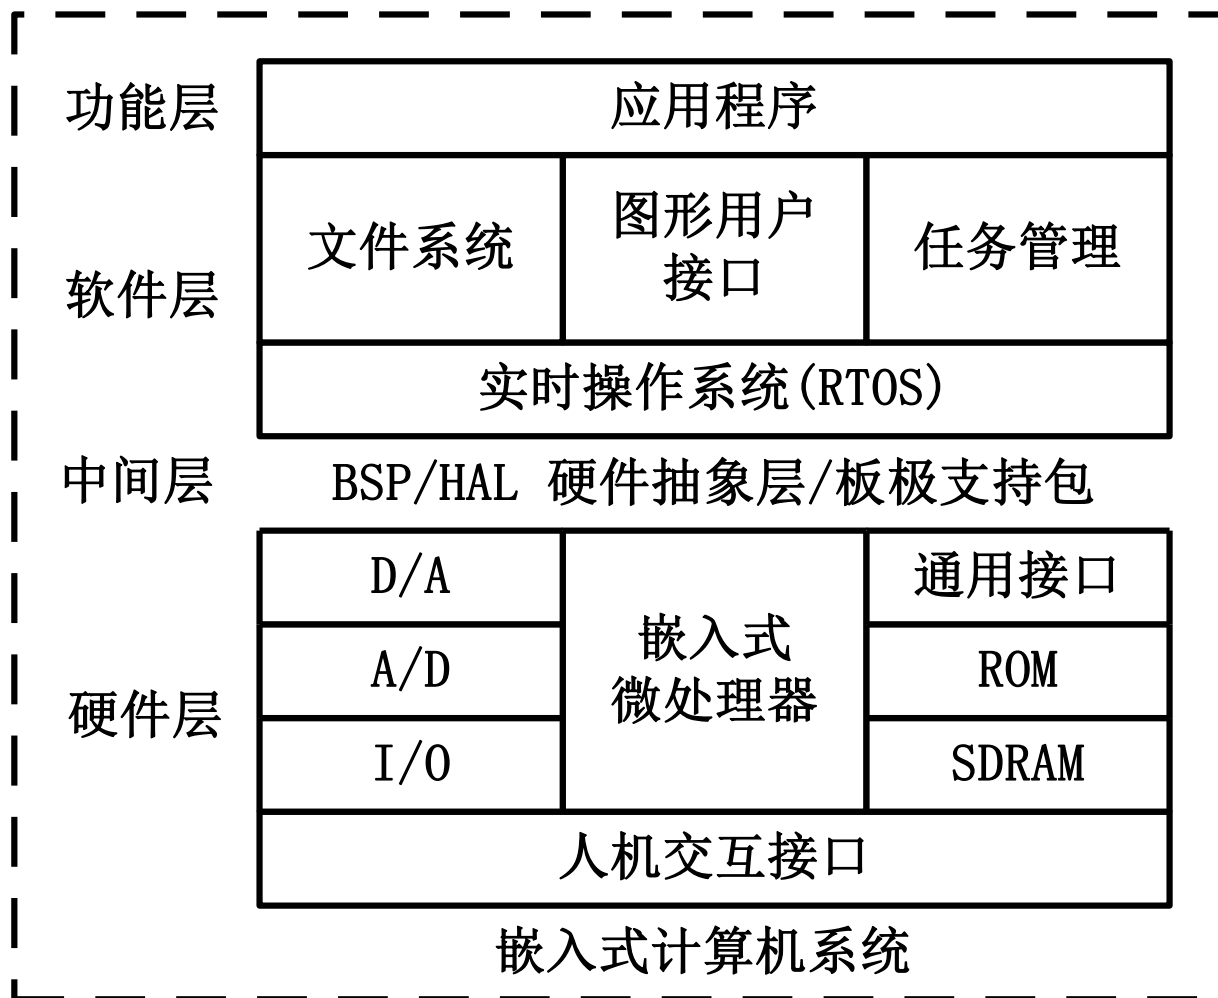 功能层
应用程序
软件层
文件系统
图形用户
接口
任务管理
实时操作系统(RTOS)
中间层
BSP/HAL 硬件抽象层/板极支持包
硬件层
D/A
A/D
I/O
嵌入式
微处理器
通用接口
ROM
SDRAM
人机交互接口
嵌入式计算机系统